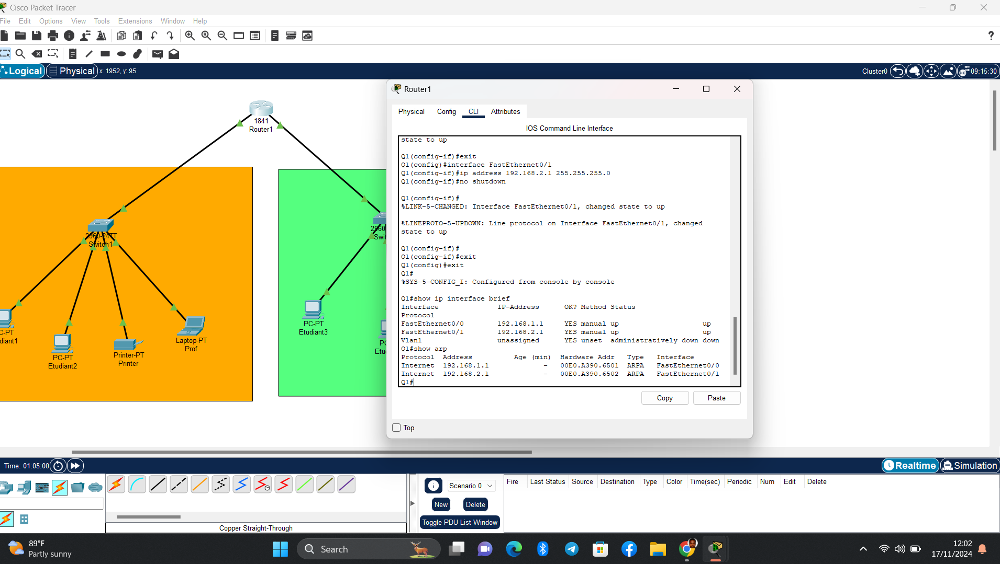 Cisco Packet Tracer
File Edit Options View Tools Extensions Window Help
?
Logical Physical x: 1952, y: 95
Cluster0 09:15:30
1841
Router1
2960-24TT
Switch1
PC-PT
Etudiant2
Printer-PT
Printer
Laptop-PT
Prof
C-PT
diant1
2960
Swit
PC-PT
Etudiant3
PC
Etu
Router1
Physical Config CLI Attributes
IOS Command Line Interface
state to up
Q1(config-if)#exit
Q1(config)#interface FastEthernet0/1
Q1(config-if)#ip address 192.168.2.1 255.255.255.0
Q1(config-if)#no shutdown
Q1(config-if)#
%LINK-5-CHANGED: Interface FastEthernet0/1, changed state to up
%LINEPROTO-5-UPDOWN: Line protocol on Interface FastEthernet0/1, changed
state to up
Q1(config-if)#
Q1(config-if)#exit
Q1(config)#exit
Q1#
%SYS-5-CONFIG_I: Configured from console by console
Q1#show ip interface brief
Interface IP-Address OK? Method Status
Protocol
FastEthernet0/0 192.168.1.1 YES manual up up
FastEthernet0/1 192.168.2.1 YES manual up up
Vlan1 unassigned YES unset administratively down down
Q1#show arp
Protocol Address Age (min) Hardware Addr Type Interface
Internet 192.168.1.1 - 00E0.A390.6501 ARPA FastEthernet0/0
Internet 192.168.2.1 - 00E0.A390.6502 ARPA FastEthernet0/1
Q1#
Copy Paste
Top
Time: 01:05:00
Realtime Simulation
Scenario 0
New Delete
Toggle PDU List Window
Fire Last Status Source Destination Type Color Time(sec) Periodic Num Edit Delete
Copper Straight-Through
89°F
Partly sunny
Search
12:02
17/11/2024